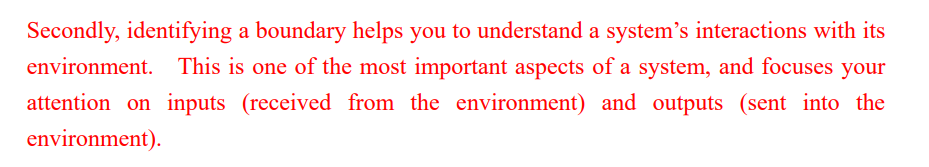 Secondly, identifying a boundary helps you to understand a system’s interactions with its
environment.   This is one of the most important aspects of a system, and focuses your
attention on inputs (received from the environment) and outputs (sent into the
environment).